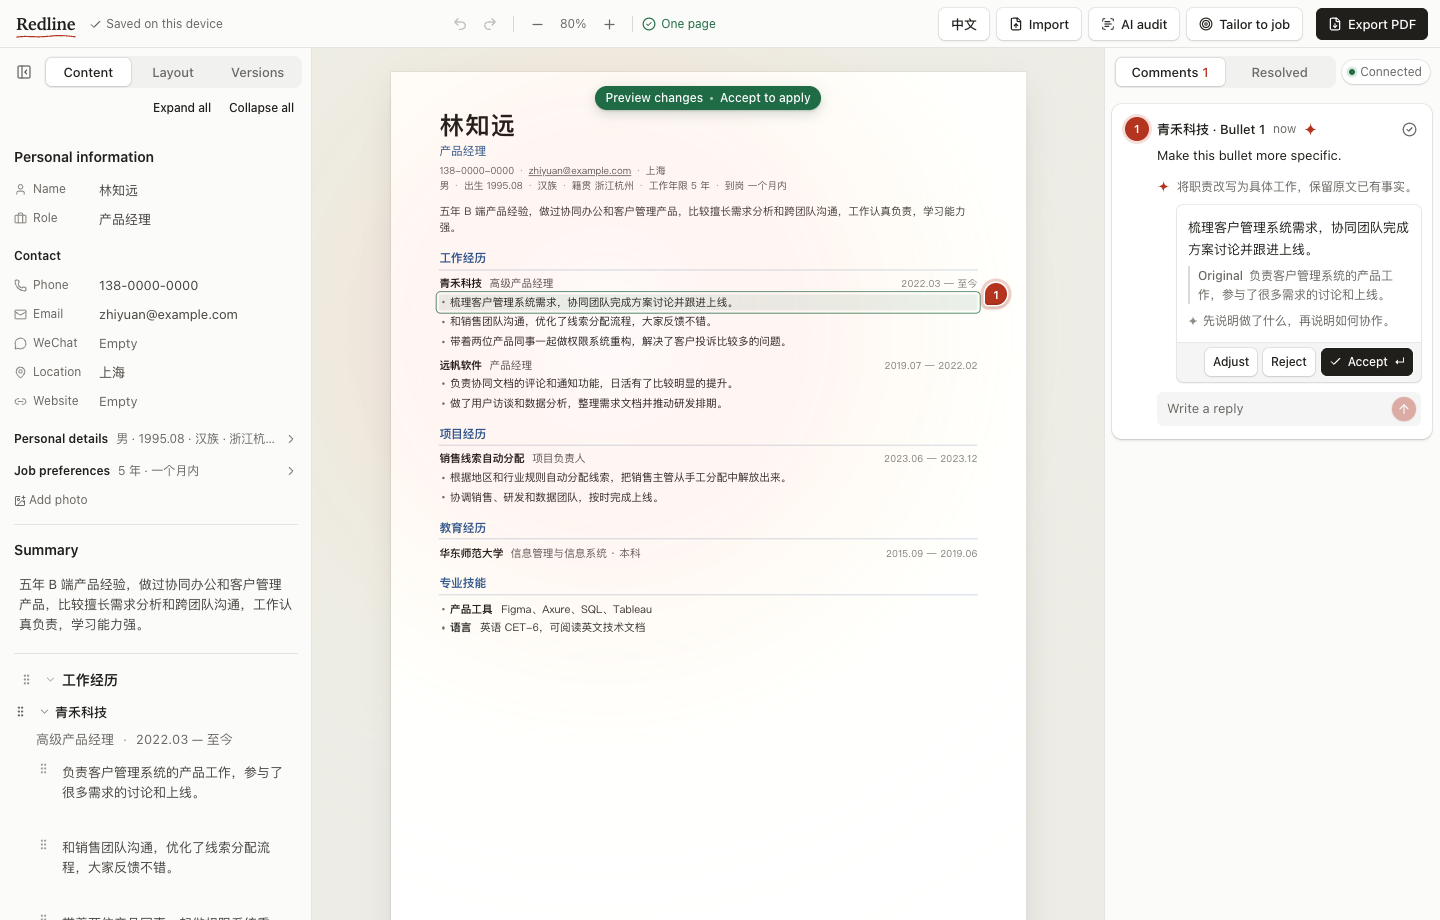 Redline
Saved on this device
80%
One page
中文
Import
AI audit
Tailor to job
Export PDF
Content
Layout
Versions
Expand all
Collapse all
Personal information
Name 林知远
Role 产品经理
Contact
Phone 138-0000-0000
Email zhiyuan@example.com
WeChat Empty
Location 上海
Website Empty
Personal details 男 · 1995.08 · 汉族 · 浙江杭...
Job preferences 5 年 · 一个月内
Add photo
Summary
五年 B 端产品经验，做过协同办公和客户管理
产品，比较擅长需求分析和跨团队沟通，工作认
真负责，学习能力强。
工作经历
青禾科技
高级产品经理 · 2022.03 — 至今
负责客户管理系统的产品工作，参与了
很多需求的讨论和上线。
和销售团队沟通，优化了线索分配流
程，大家反馈不错。
带着两位产品同事一起做权限系统重
Preview changes • Accept to apply
林知远
产品经理
138-0000-0000 · zhiyuan@example.com · 上海
男 · 出生 1995.08 · 汉族 · 籍贯 浙江杭州 · 工作年限 5 年 · 到岗 一个月内
五年 B 端产品经验，做过协同办公和客户管理产品，比较擅长需求分析和跨团队沟通，工作认真负责，学习能力
强。
工作经历
青禾科技 高级产品经理 2022.03 — 至今
• 梳理客户管理系统需求，协同团队完成方案讨论并跟进上线。
1
• 和销售团队沟通，优化了线索分配流程，大家反馈不错。
• 带着两位产品同事一起做权限系统重构，解决了客户投诉比较多的问题。
远帆软件 产品经理 2019.07 — 2022.02
• 负责协同文档的评论和通知功能，日活有了比较明显的提升。
• 做了用户访谈和数据分析，整理需求文档并推动研发排期。
项目经历
销售线索自动分配 项目负责人 2023.06 — 2023.12
• 根据地区和行业规则自动分配线索，把销售主管从手工分配中解放出来。
• 协调销售、研发和数据团队，按时完成上线。
教育经历
华东师范大学 信息管理与信息系统 · 本科 2015.09 — 2019.06
专业技能
• 产品工具 Figma、Axure、SQL、Tableau
• 语言 英语 CET-6，可阅读英文技术文档
Comments 1
Resolved
Connected
1 青禾科技 · Bullet 1 now
Make this bullet more specific.
将职责改写为具体工作，保留原文已有事实。
梳理客户管理系统需求，协同团队完成
方案讨论并跟进上线。
Original 负责客户管理系统的产品工
作，参与了很多需求的讨论和上线。
先说明做了什么，再说明如何协作。
Adjust
Reject
Accept
Write a reply